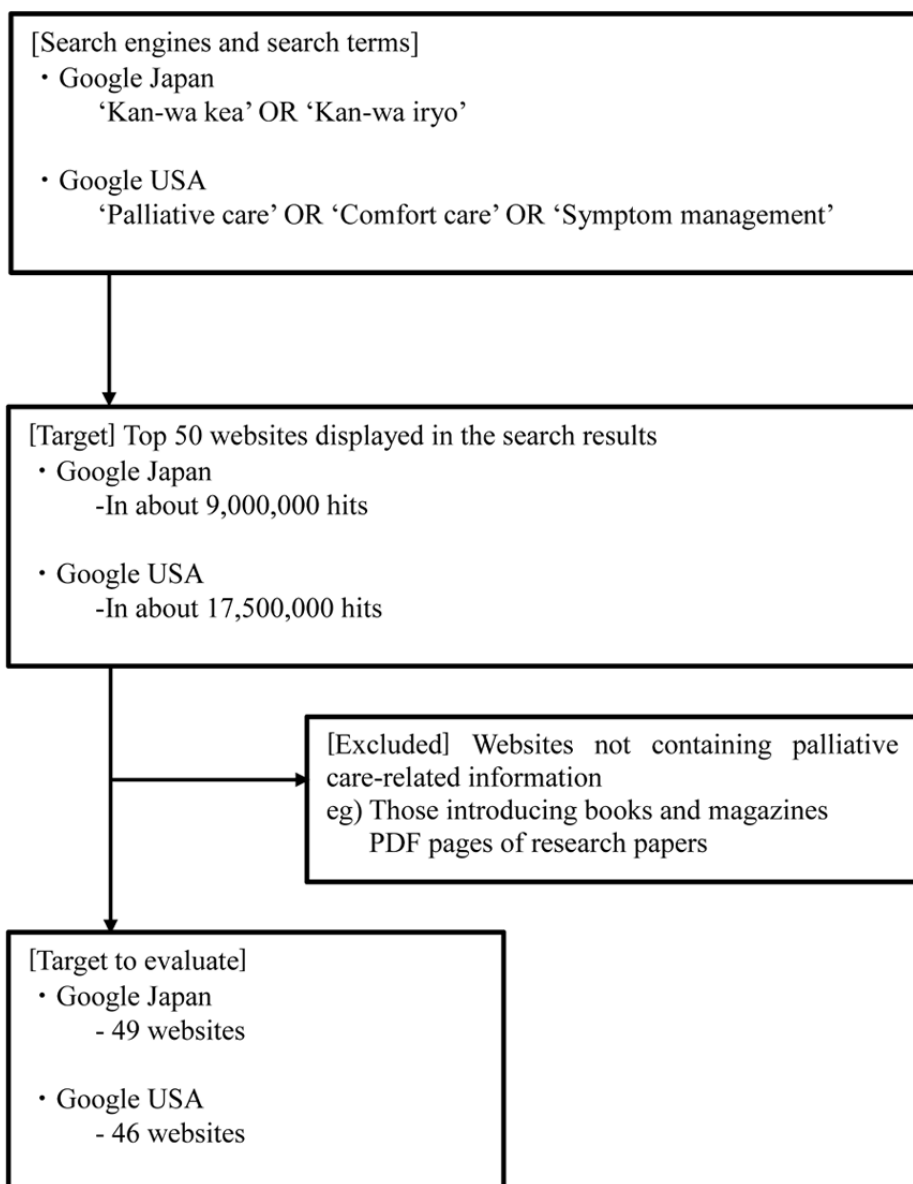 [Search engines and search terms]
・Google Japan
‘Kan-wa kea’ OR ‘Kan-wa iryo’
・Google USA
‘Palliative care’ OR ‘Comfort care’ OR ‘Symptom management’
[Target] Top 50 websites displayed in the search results
・Google Japan
-In about 9,000,000 hits
・Google USA
-In about 17,500,000 hits
[Excluded] Websites not containing palliative
care-related information
eg) Those introducing books and magazines
PDF pages of research papers
[Target to evaluate]
・Google Japan
- 49 websites
・Google USA
- 46 websites